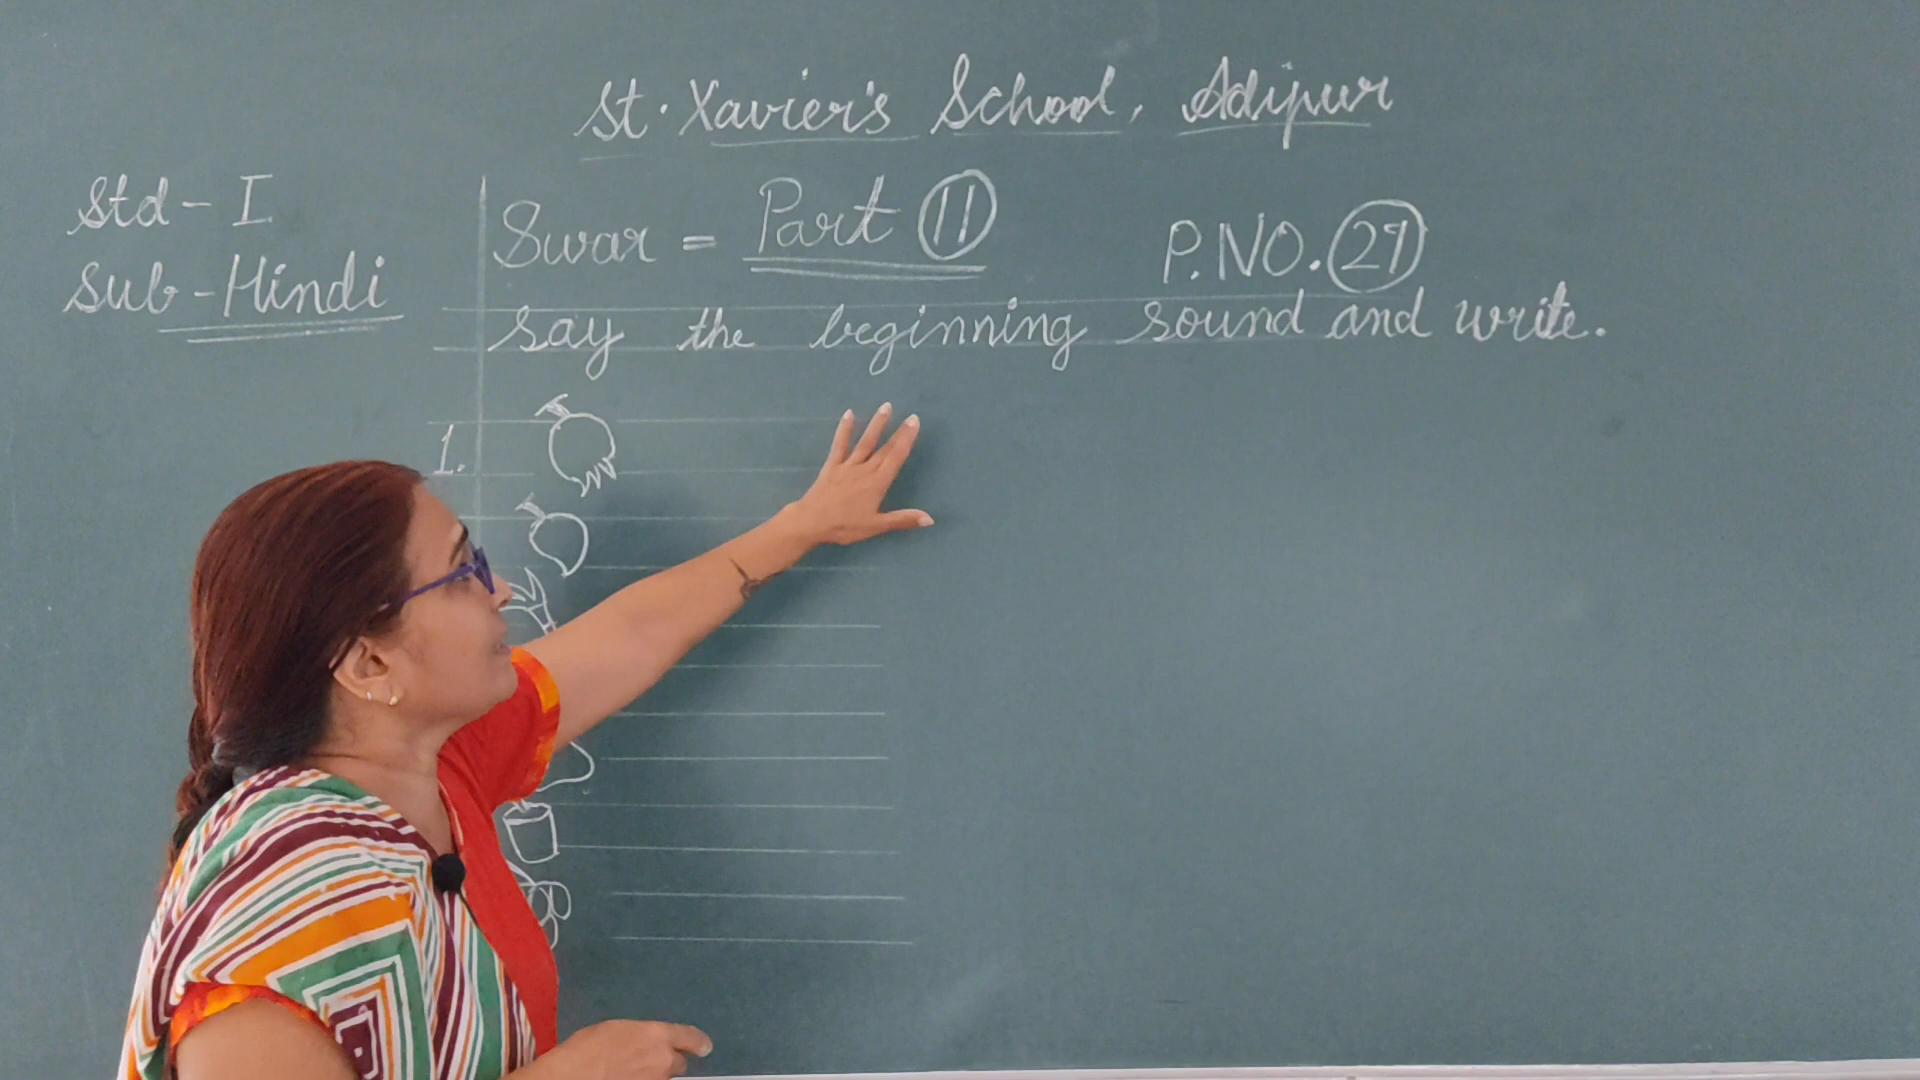 St. Xavier's School, Adipur
Std - I
Sub - Hindi
Swar = Part 11
P.NO. 27
say the beginning sound and write.
1.